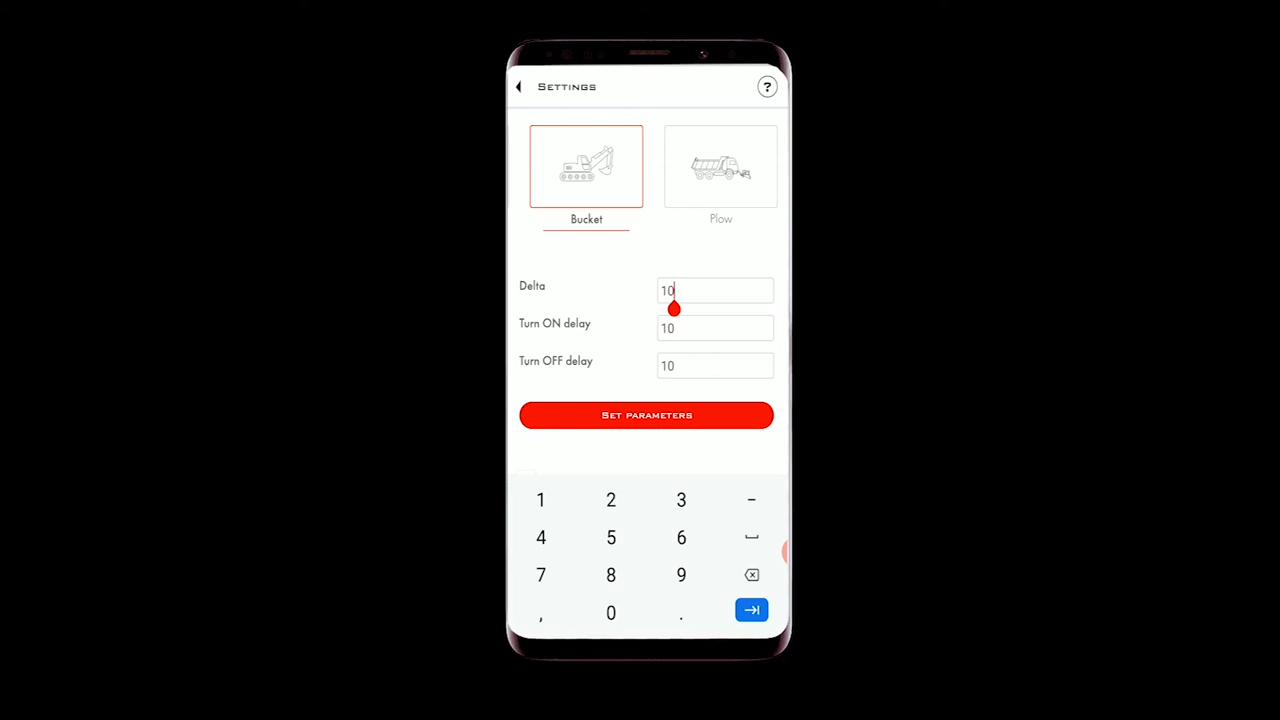 SETTINGS
?
Bucket
Plow
Delta
10
Turn ON delay
10
Turn OFF delay
10
SET PARAMETERS
1 2 3 -
4 5 6
7 8 9
, 0 .